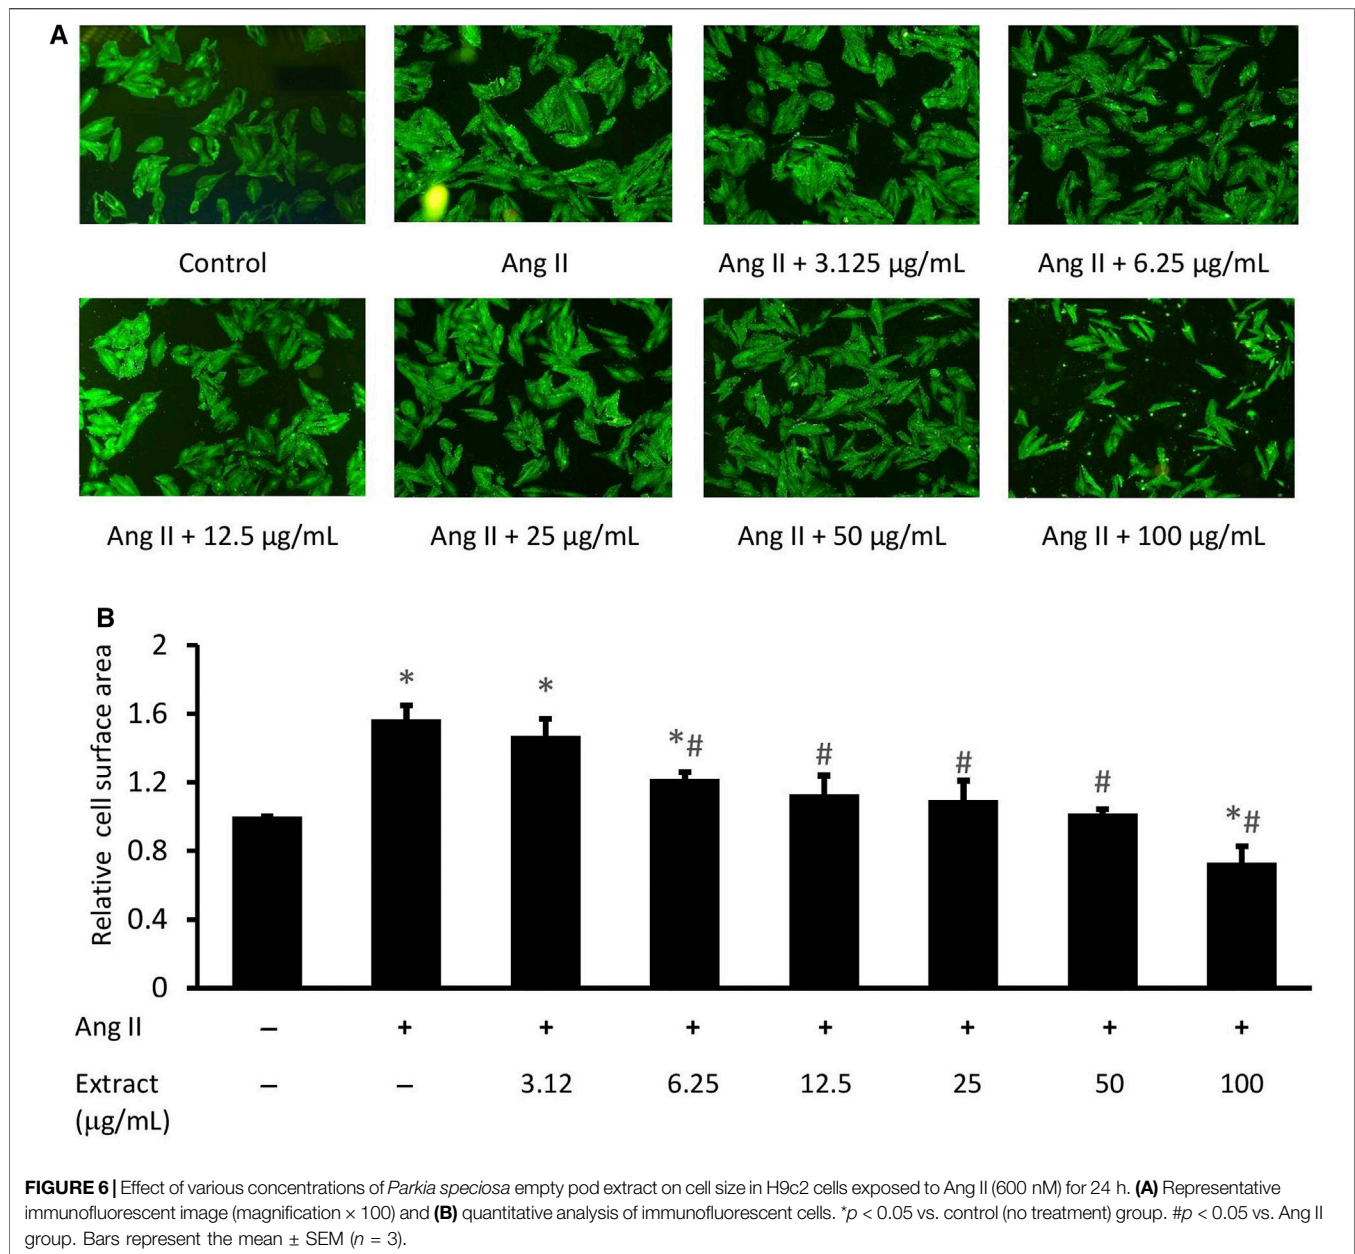 A
Control Ang II Ang II + 3.125 µg/mL Ang II + 6.25 µg/mL
Ang II + 12.5 µg/mL Ang II + 25 µg/mL Ang II + 50 µg/mL Ang II + 100 µg/mL
B
Relative cell surface area
2
1.6
1.2
0.8
0.4
0
* * *# # # # *#
Ang II – + + + + + + +
Extract – – 3.12 6.25 12.5 25 50 100
(µg/mL)
FIGURE 6 | Effect of various concentrations of Parkia speciosa empty pod extract on cell size in H9c2 cells exposed to Ang II (600 nM) for 24 h. (A) Representative
immunofluorescent image (magnification × 100) and (B) quantitative analysis of immunofluorescent cells. *p < 0.05 vs. control (no treatment) group. #p < 0.05 vs. Ang II
group. Bars represent the mean ± SEM (n = 3).